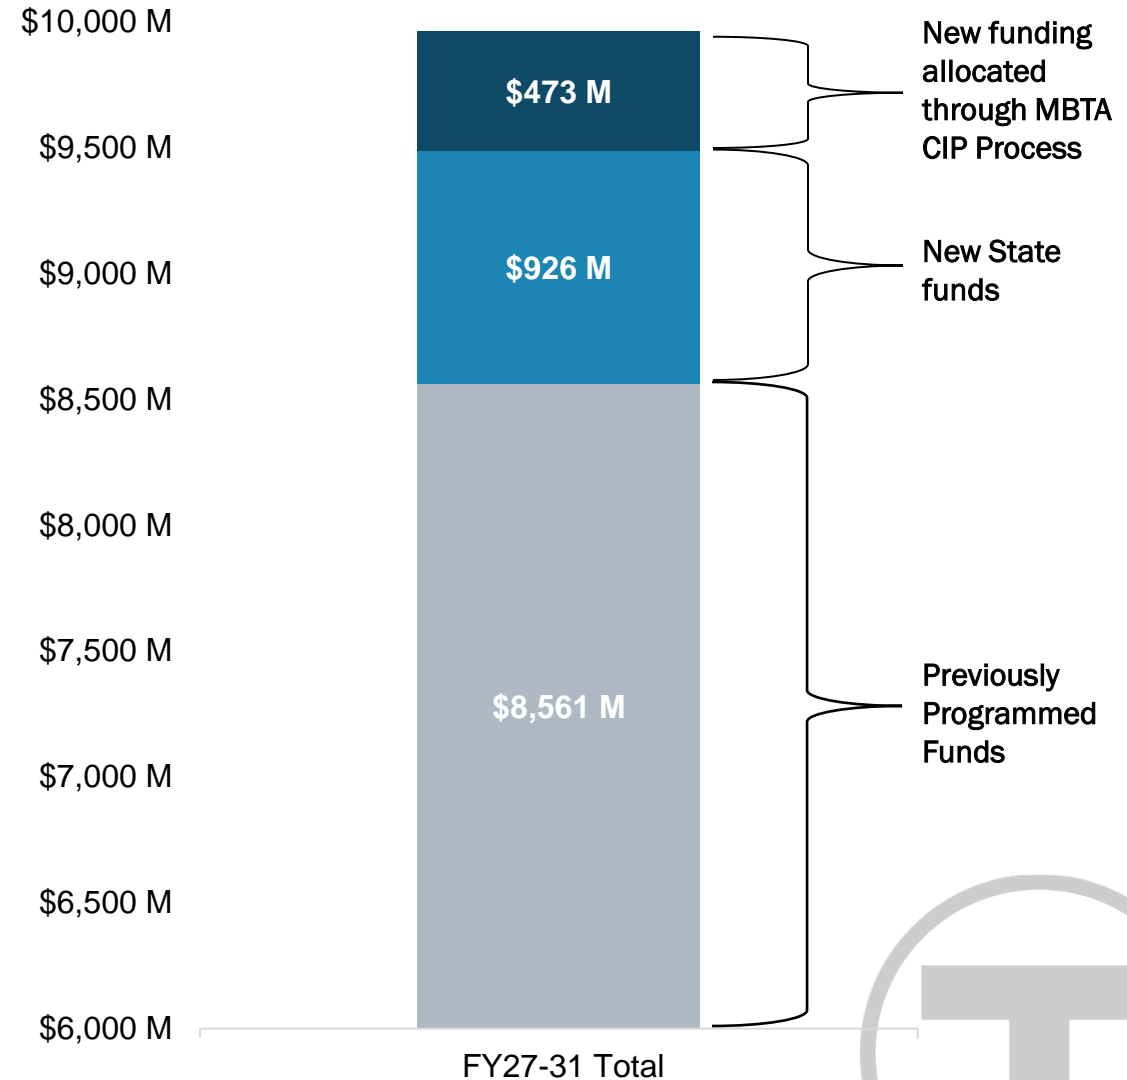 $10,000 M
$9,500 M
$9,000 M
$8,500 M
$8,000 M
$7,500 M
$7,000 M
$6,500 M
$6,000 M
$473 M
$926 M
$8,561 M
FY27-31 Total
New funding
allocated
through MBTA
CIP Process
New State
funds
Previously
Programmed
Funds
T